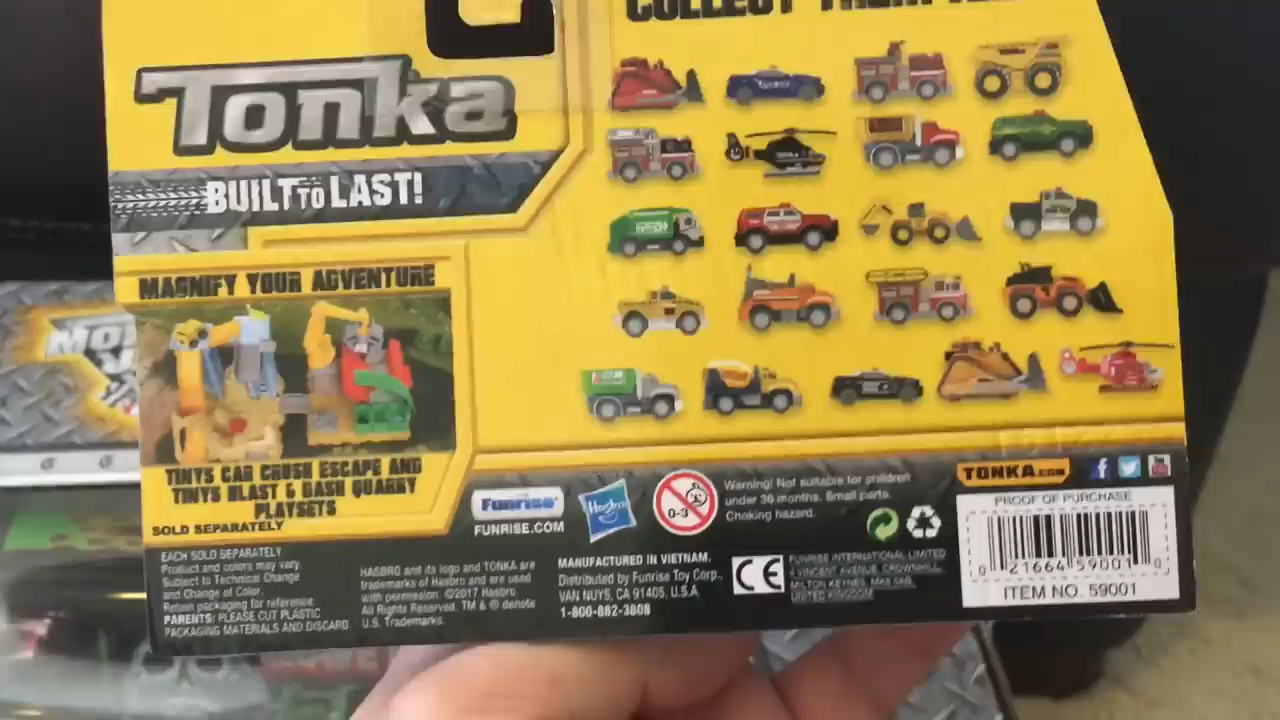 COLLECT THEM ALL
Tonka
BUILT TO LAST!
MAGNIFY YOUR ADVENTURE
TINYS CAR CRUSH ESCAPE AND
TINYS BLAST & DASH QUARRY
PLAYSETS
SOLD SEPARATELY
Funrise
FUNRISE.COM
Hasbro
0-3
Warning! Not suitable for children
under 36 months. Small parts.
Choking hazard.
TONKA.COM
PROOF OF PURCHASE
0 21664 59001 0
ITEM NO. 59001
EACH SOLD SEPARATELY
Product and colors may vary.
Subject to Technical Change
and Change of Color.
Retain packaging for reference.
PARENTS: PLEASE CUT PLASTIC
PACKAGING MATERIALS AND DISCARD.
HASBRO and its logo and TONKA are
trademarks of Hasbro and are used
with permission. ©2017 Hasbro.
All Rights Reserved. TM & ® denote
U.S. Trademarks.
MANUFACTURED IN VIETNAM.
Distributed by Funrise Toy Corp.,
VAN NUYS, CA 91405, U.S.A.
1-800-882-3808
CE
FUNRISE INTERNATIONAL LIMITED
VINCENT AVENUE, CROWNHILL,
MILTON KEYNES, MK8 0AB,
UNITED KINGDOM